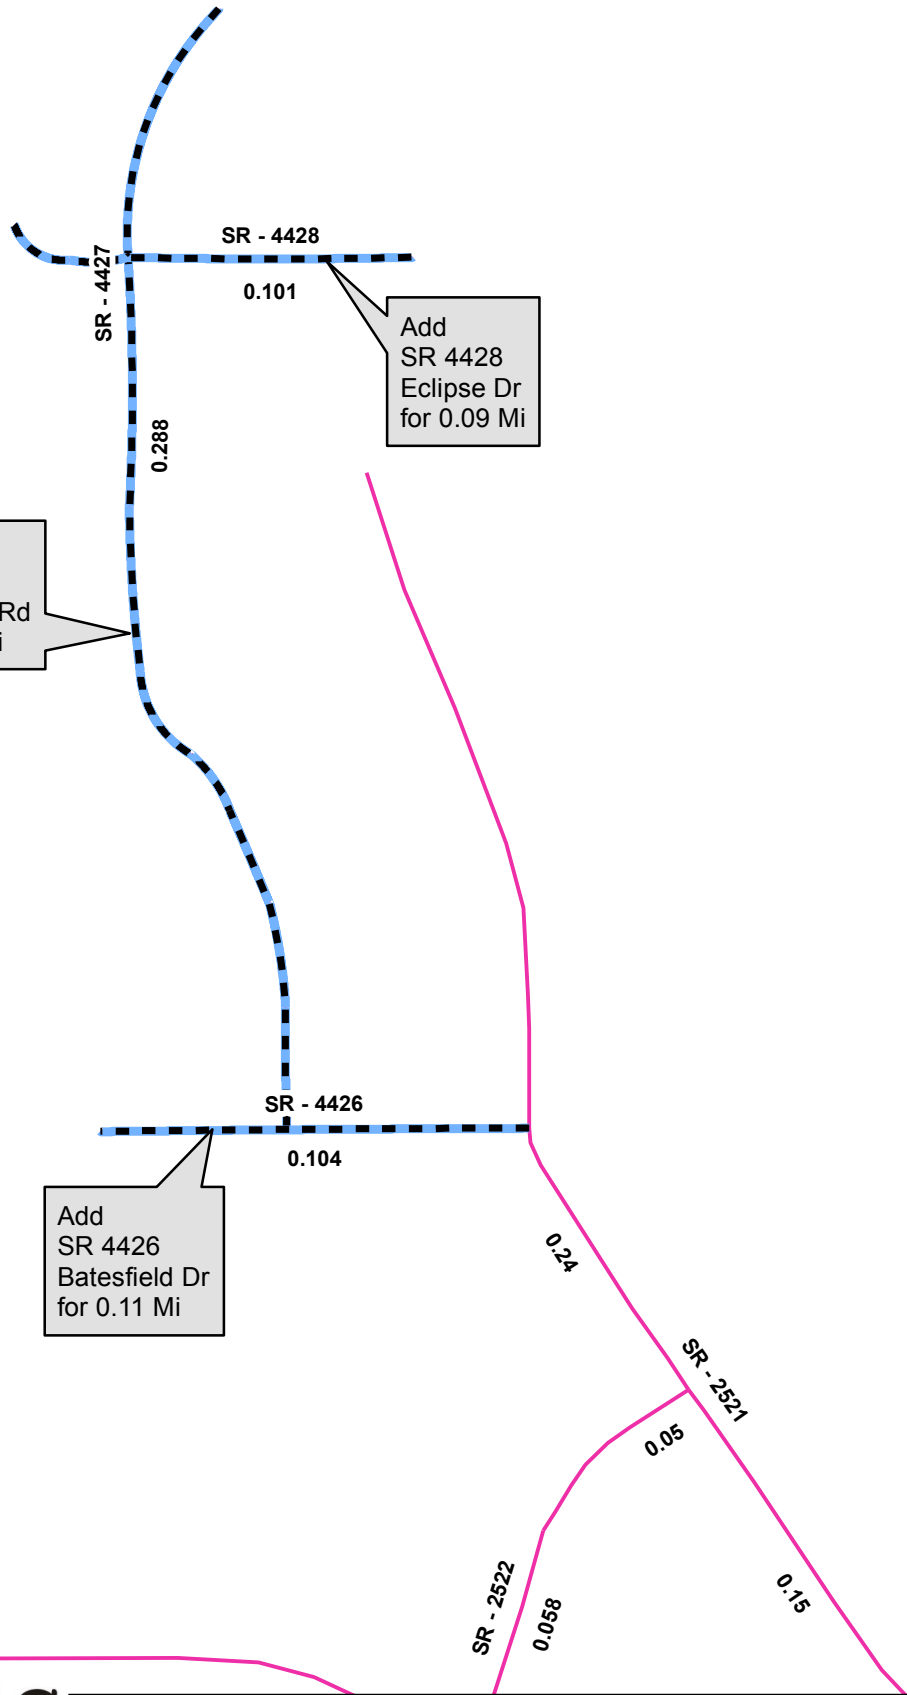 SR - 4428
SR - 4427
0.101
Add
SR 4428
Eclipse Dr
for 0.09 Mi
0.288
Rd
SR - 4426
0.104
Add
SR 4426
Batesfield Dr
for 0.11 Mi
0.24
SR - 2521
0.05
SR - 2522
0.058
0.15